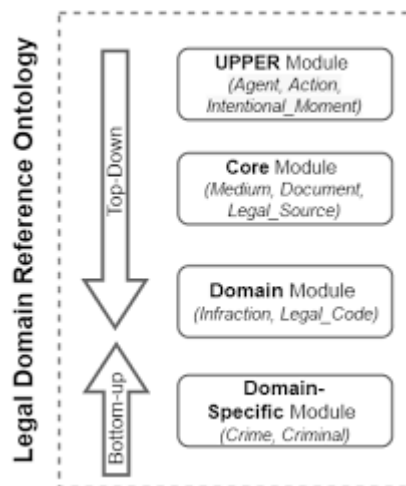 Legal Domain Reference Ontology
Top-Down
Bottom-up
UPPER Module
(Agent, Action,
Intentional_Moment)
Core Module
(Medium, Document,
Legal_Source)
Domain Module
(Infraction, Legal_Code)
Domain-
Specific Module
(Crime, Criminal)